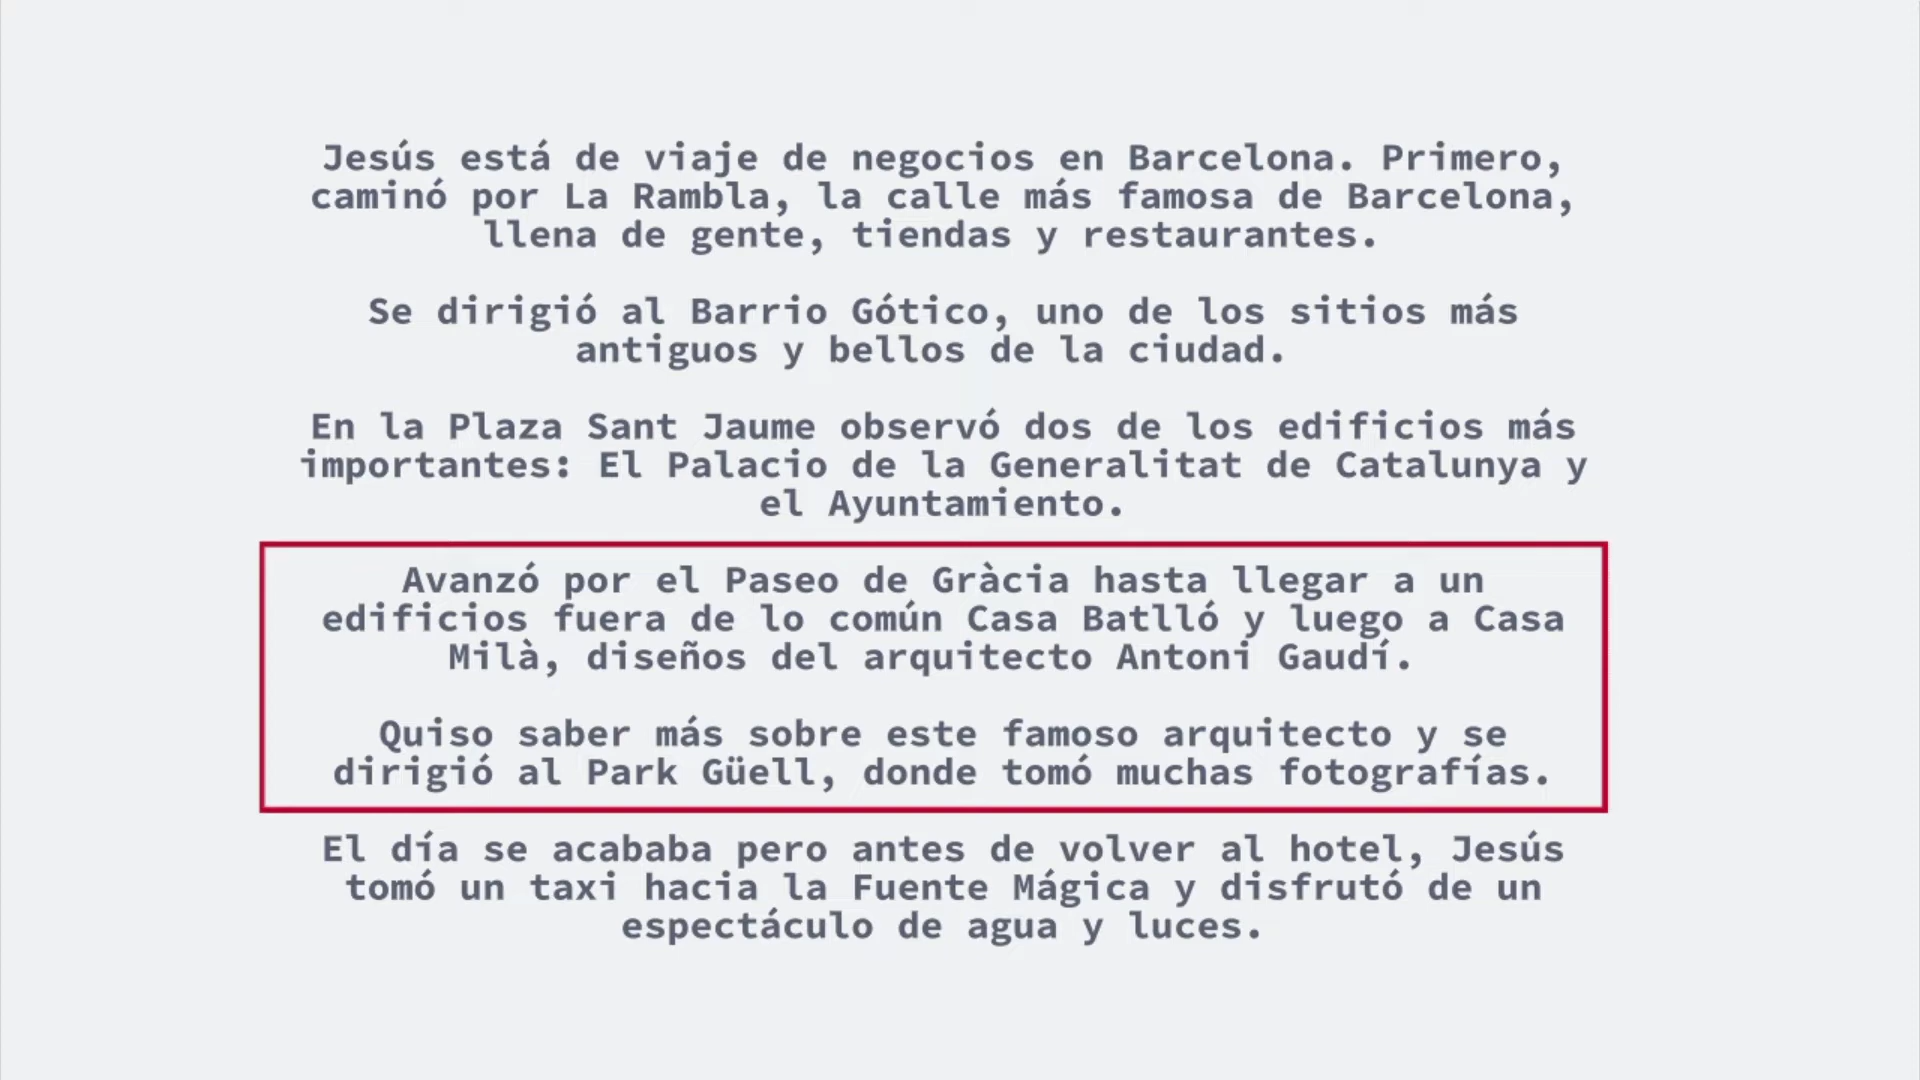 Jesús está de viaje de negocios en Barcelona. Primero,
caminó por La Rambla, la calle más famosa de Barcelona,
llena de gente, tiendas y restaurantes.
Se dirigió al Barrio Gótico, uno de los sitios más
antiguos y bellos de la ciudad.
En la Plaza Sant Jaume observó dos de los edificios más
importantes: El Palacio de la Generalitat de Catalunya y
el Ayuntamiento.
Avanzó por el Paseo de Gràcia hasta llegar a un
edificios fuera de lo común Casa Batlló y luego a Casa
Milà, diseños del arquitecto Antoni Gaudí.
Quiso saber más sobre este famoso arquitecto y se
dirigió al Park Güell, donde tomó muchas fotografías.
El día se acababa pero antes de volver al hotel, Jesús
tomó un taxi hacia la Fuente Mágica y disfrutó de un
espectáculo de agua y luces.